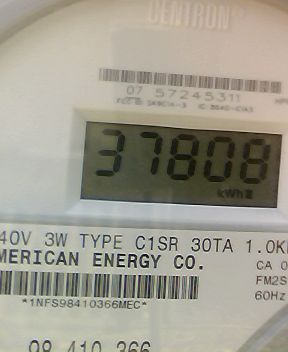 CENTRON
07 57245311
37808
kWh
40V 3W TYPE C1SR 30TA 1.0K
MERICAN ENERGY CO.
CA 0
FM2S
60Hz
*1NFS98410366MEC*
98 410 366